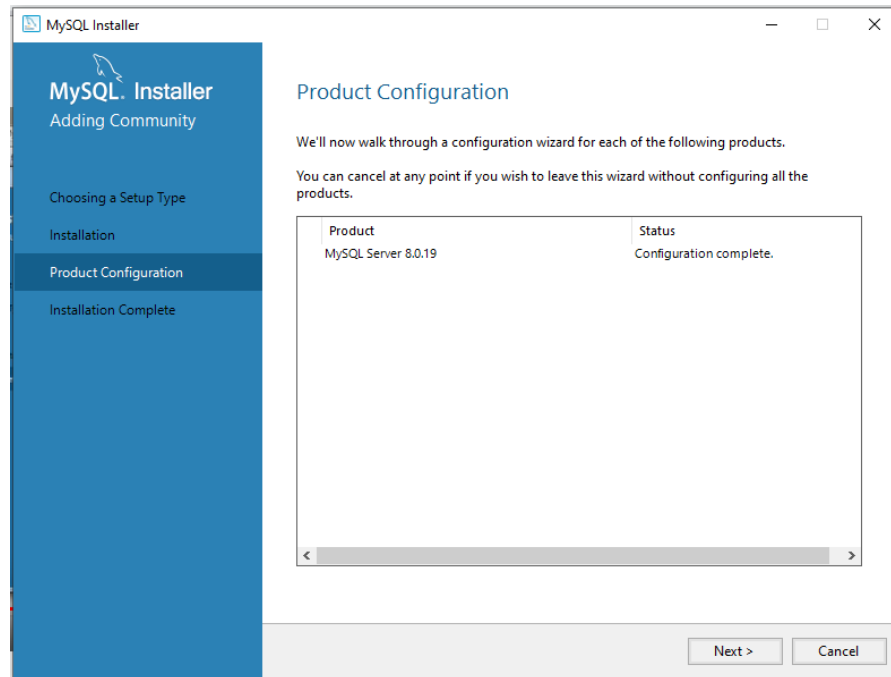 MySQL Installer
MySQL. Installer
Adding Community
Choosing a Setup Type
Installation
Product Configuration
Installation Complete
Product Configuration
We'll now walk through a configuration wizard for each of the following products.
You can cancel at any point if you wish to leave this wizard without configuring all the
products.
Product Status
MySQL Server 8.0.19 Configuration complete.
Next > Cancel